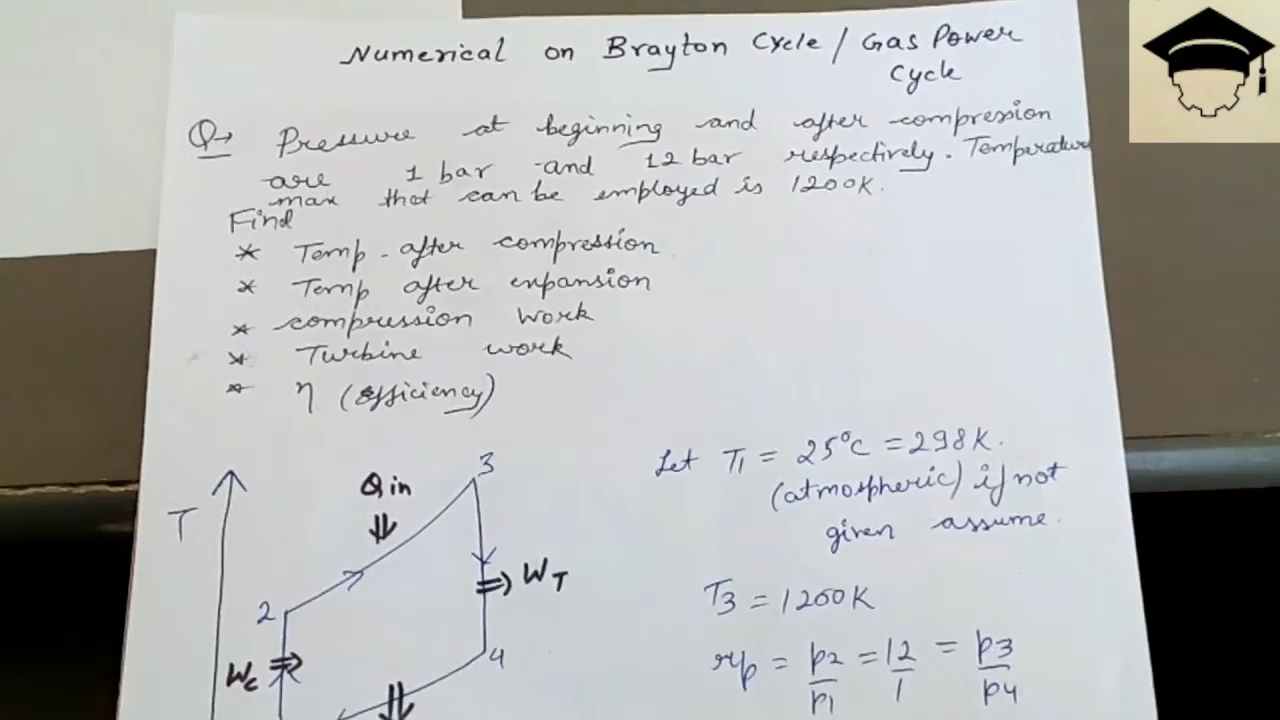 Numerical on Brayton Cycle / Gas Power
Cycle
Q→ Pressure at beginning and after compression
are 1 bar and 12 bar respectively. Temperature
max that can be employed is 1200K.
Find
* Temp. after compression
* Temp after expansion
* compression work
* Turbine work
* η (efficiency)
Let T1 = 25°C = 298K.
(atmospheric) if not
given assume.
T3 = 1200K
rp = p2/p1 = 12/1 = p3/p4
T
Q in
3
2
WT
4
Wc